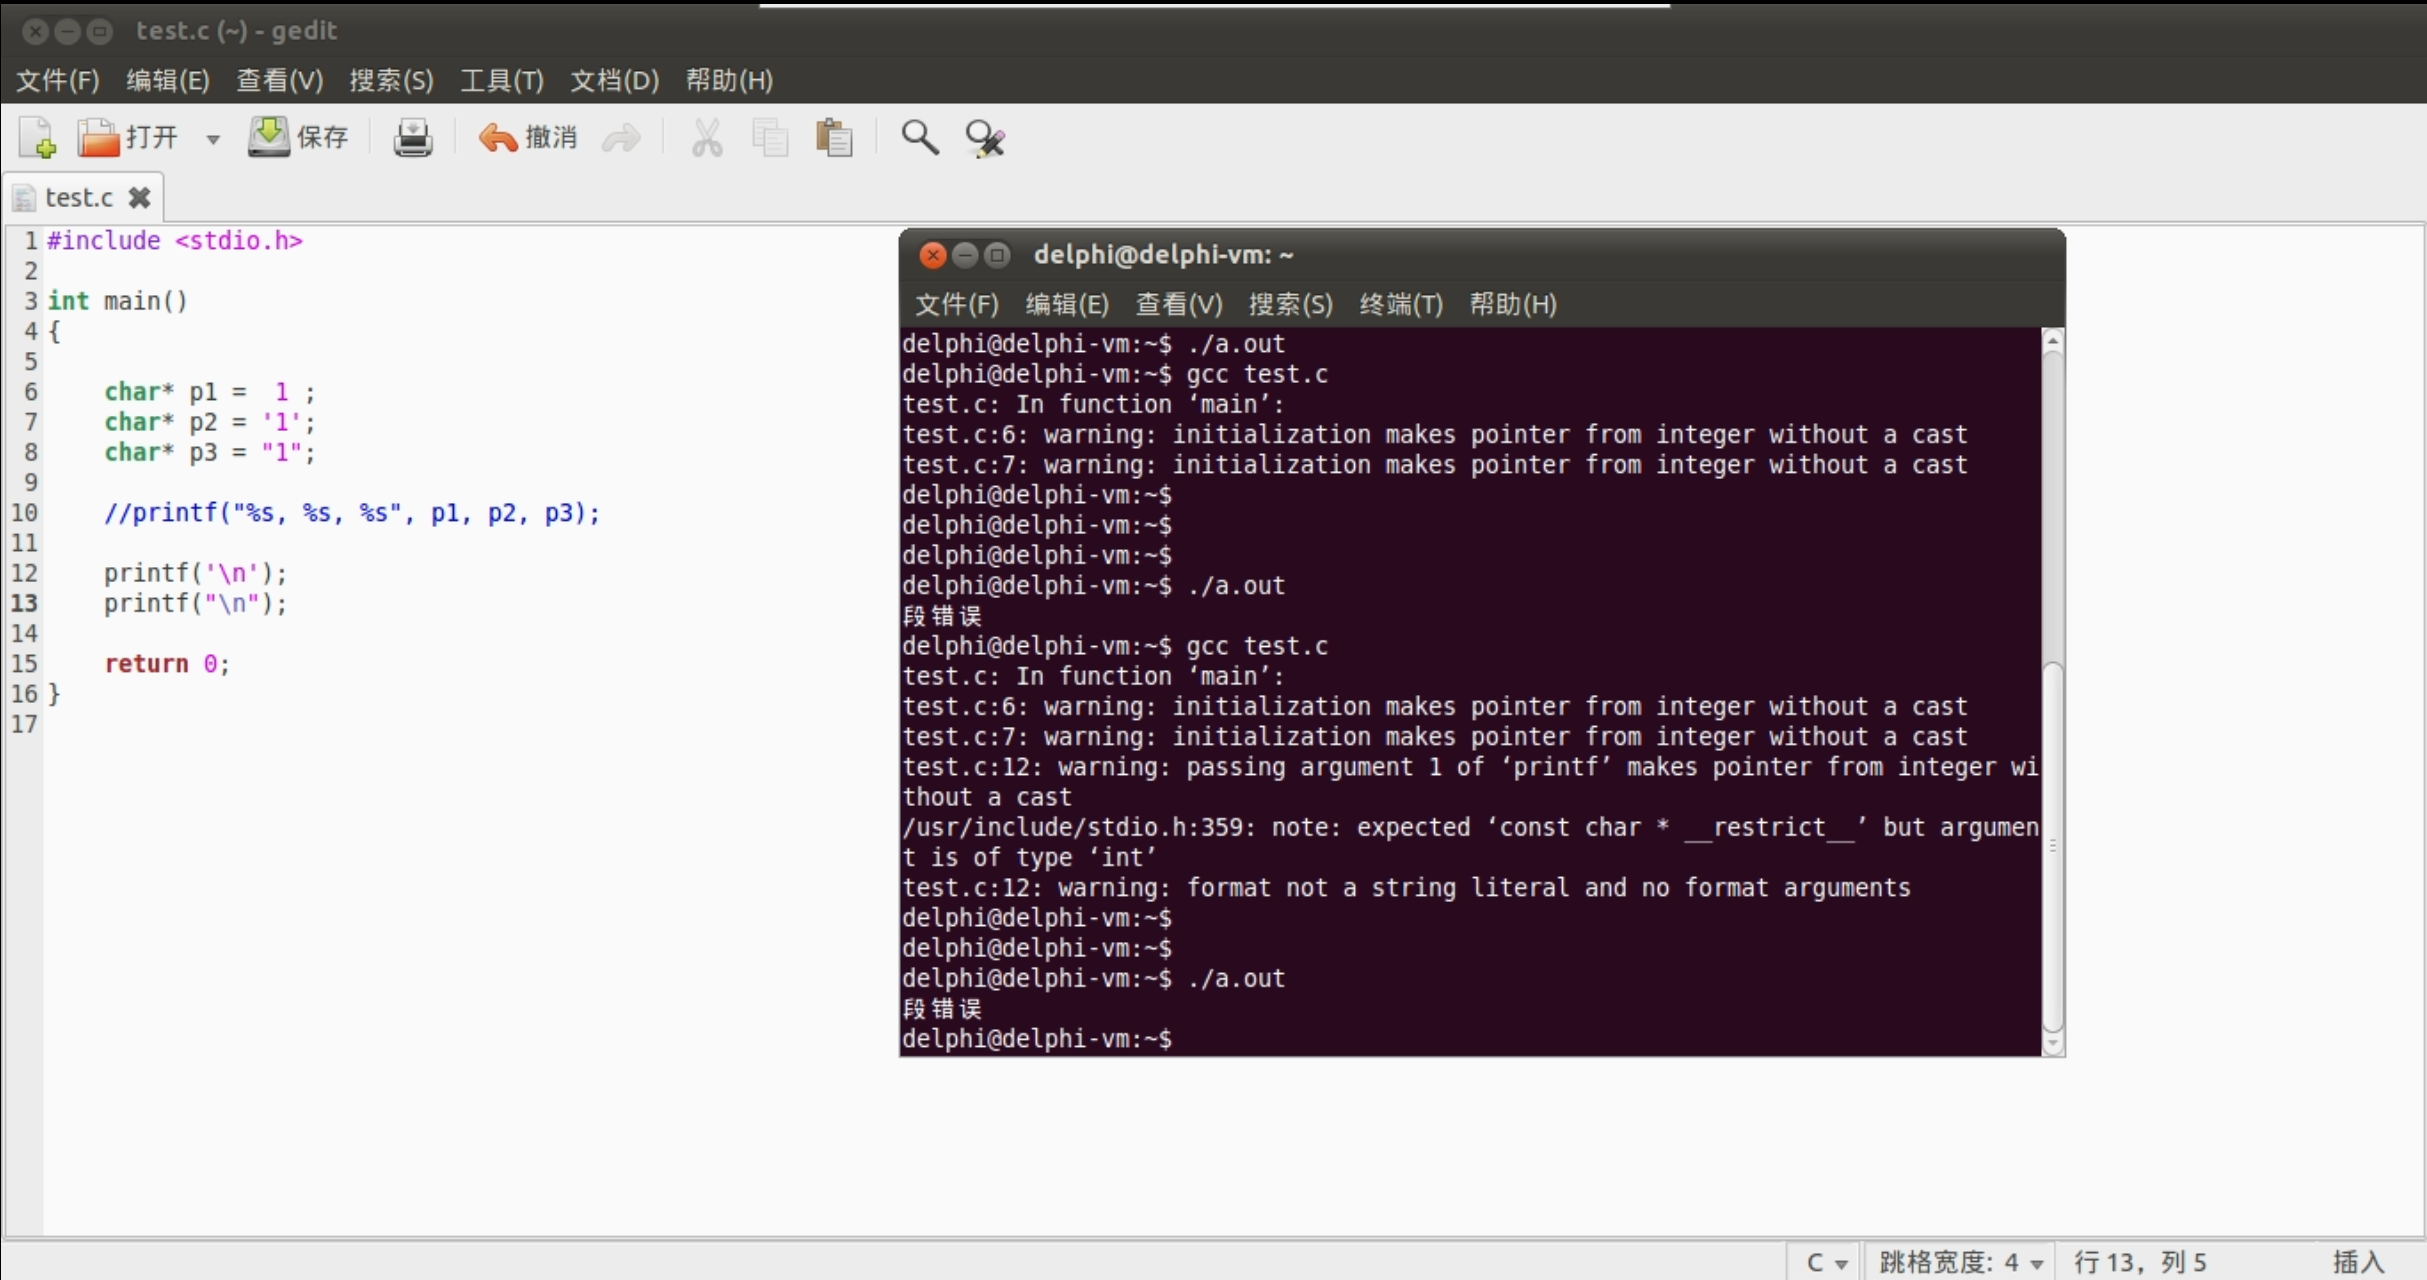 test.c (~) - gedit
文件(F) 编辑(E) 查看(V) 搜索(S) 工具(T) 文档(D) 帮助(H)
打开 保存 撤消
test.c
1 #include <stdio.h>
2
3 int main()
4 {
5
6     char* p1 =  1 ;
7     char* p2 = '1';
8     char* p3 = "1";
9
10     //printf("%s, %s, %s", p1, p2, p3);
11
12     printf('\n');
13     printf("\n");
14
15     return 0;
16 }
17
delphi@delphi-vm: ~
文件(F) 编辑(E) 查看(V) 搜索(S) 终端(T) 帮助(H)
delphi@delphi-vm:~$ ./a.out
delphi@delphi-vm:~$ gcc test.c
test.c: In function ‘main’:
test.c:6: warning: initialization makes pointer from integer without a cast
test.c:7: warning: initialization makes pointer from integer without a cast
delphi@delphi-vm:~$
delphi@delphi-vm:~$
delphi@delphi-vm:~$
delphi@delphi-vm:~$ ./a.out
段错误
delphi@delphi-vm:~$ gcc test.c
test.c: In function ‘main’:
test.c:6: warning: initialization makes pointer from integer without a cast
test.c:7: warning: initialization makes pointer from integer without a cast
test.c:12: warning: passing argument 1 of ‘printf’ makes pointer from integer wi
thout a cast
/usr/include/stdio.h:359: note: expected ‘const char * __restrict__’ but argumen
t is of type ‘int’
test.c:12: warning: format not a string literal and no format arguments
delphi@delphi-vm:~$
delphi@delphi-vm:~$
delphi@delphi-vm:~$ ./a.out
段错误
delphi@delphi-vm:~$
C 跳格宽度: 4 行 13，列 5 插入